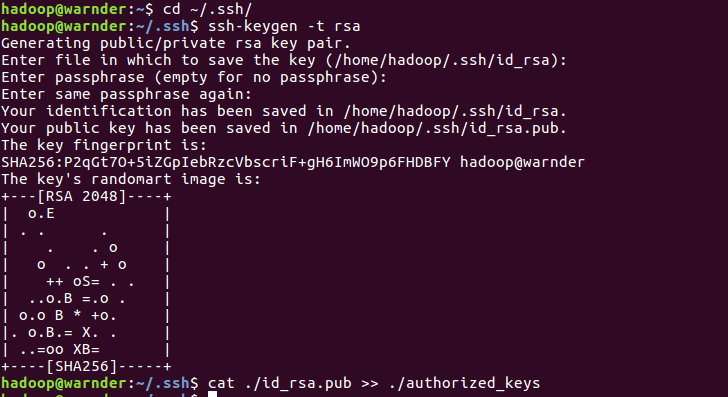 hadoop@warnder:~$ cd ~/.ssh/
hadoop@warnder:~/.ssh$ ssh-keygen -t rsa
Generating public/private rsa key pair.
Enter file in which to save the key (/home/hadoop/.ssh/id_rsa):
Enter passphrase (empty for no passphrase):
Enter same passphrase again:
Your identification has been saved in /home/hadoop/.ssh/id_rsa.
Your public key has been saved in /home/hadoop/.ssh/id_rsa.pub.
The key fingerprint is:
SHA256:P2qGt7O+5iZGpIebRzcVbscriF+gH6ImWO9p6FHDBFY hadoop@warnder
The key's randomart image is:
+---[RSA 2048]----+
|  o.E            |
| . .      .      |
|    .    . o     |
|   o  . . + o    |
|    ++ oS= . .   |
|  ..o.B =.o .    |
| o.o B * +o.     |
|. o.B.= X. .     |
| ..=oo XB=       |
+----[SHA256]-----+
hadoop@warnder:~/.ssh$ cat ./id_rsa.pub >> ./authorized_keys
hadoop@warnder:~/.ssh$